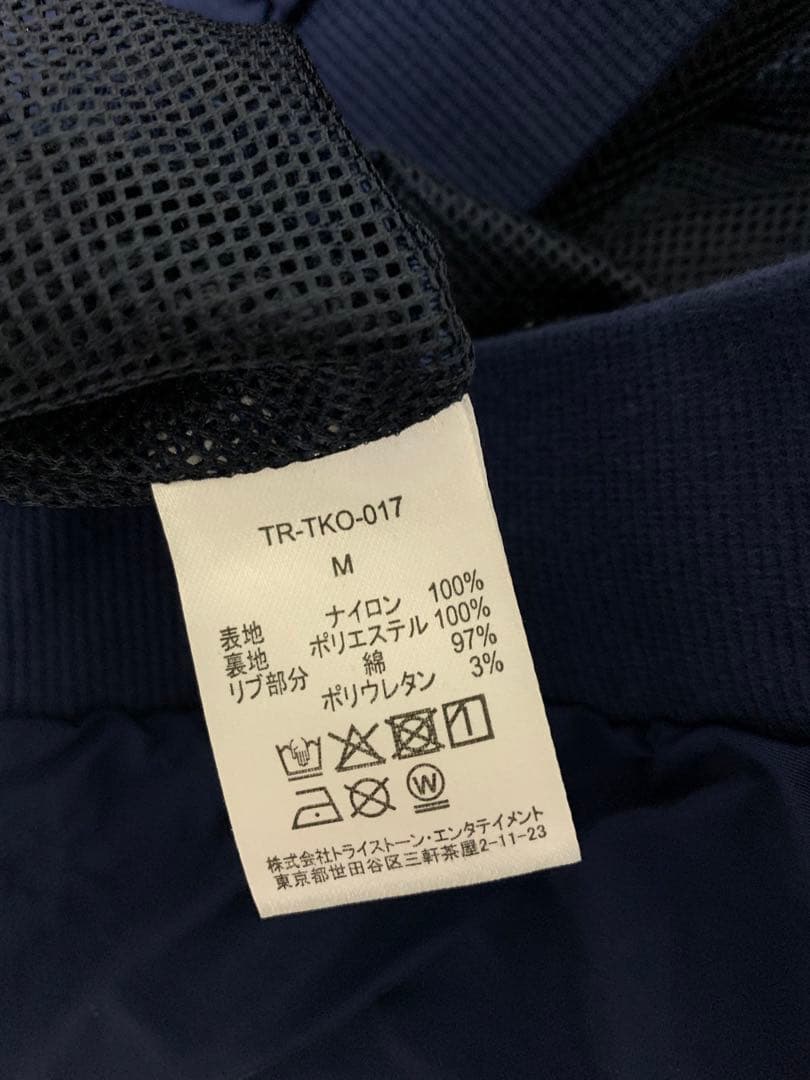 TR-TKO-017
M
表地 ナイロン 100%
裏地 ポリエステル 100%
リブ部分 綿 97%
ポリウレタン 3%
W
株式会社トライストーン・エンタテイメント
東京都世田谷区三軒茶屋2-11-23